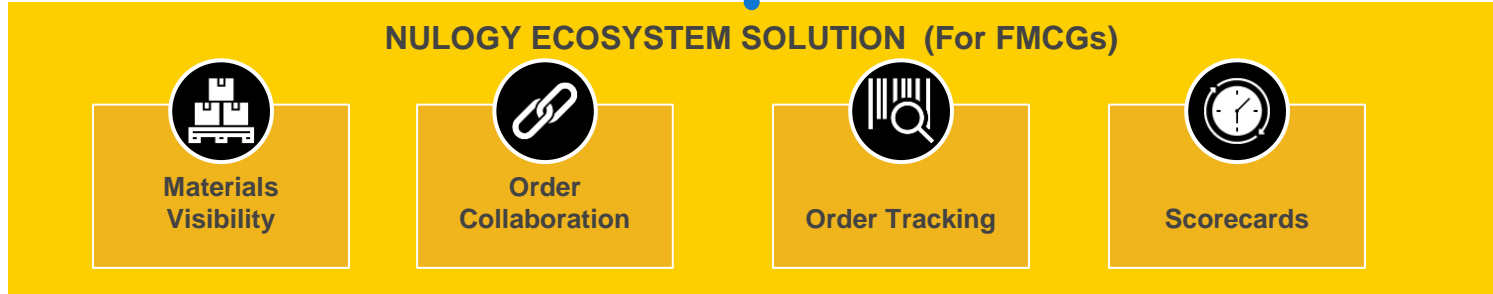 NULOGY ECOSYSTEM SOLUTION (For FMCGs)
Materials
Visibility
Order
Collaboration
Order Tracking
Scorecards